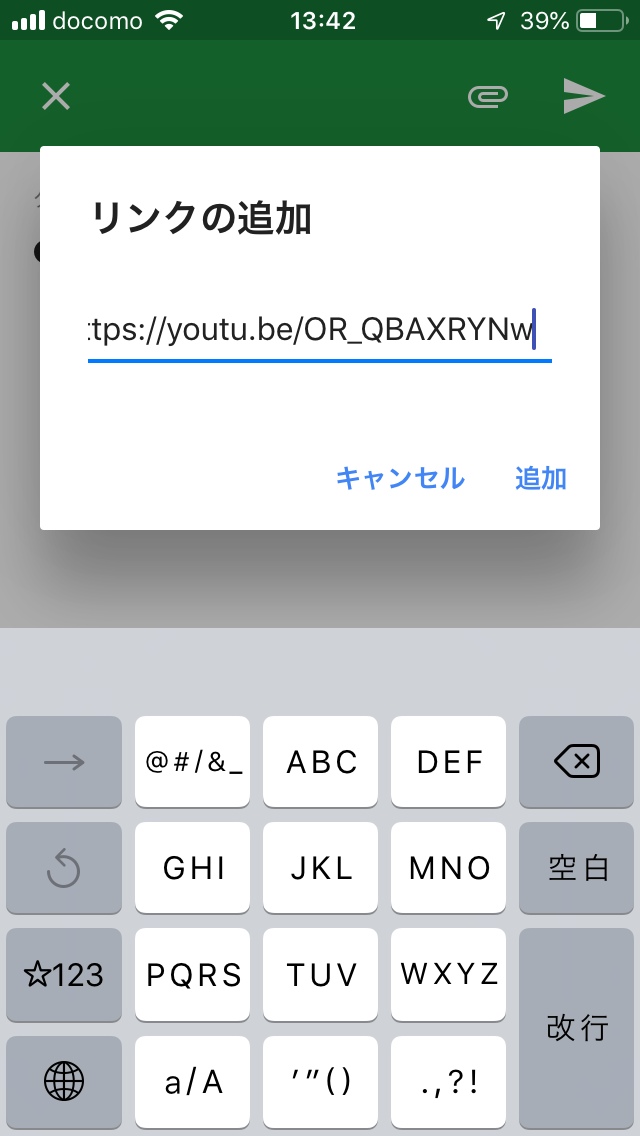 docomo 13:42 39%
リンクの追加
ttps://youtu.be/OR_QBAXRYNw
キャンセル 追加
→ @#/&_ ABC DEF
GHI JKL MNO 空白
☆123 PQRS TUV WXYZ 改行
a/A ’”() .,?!